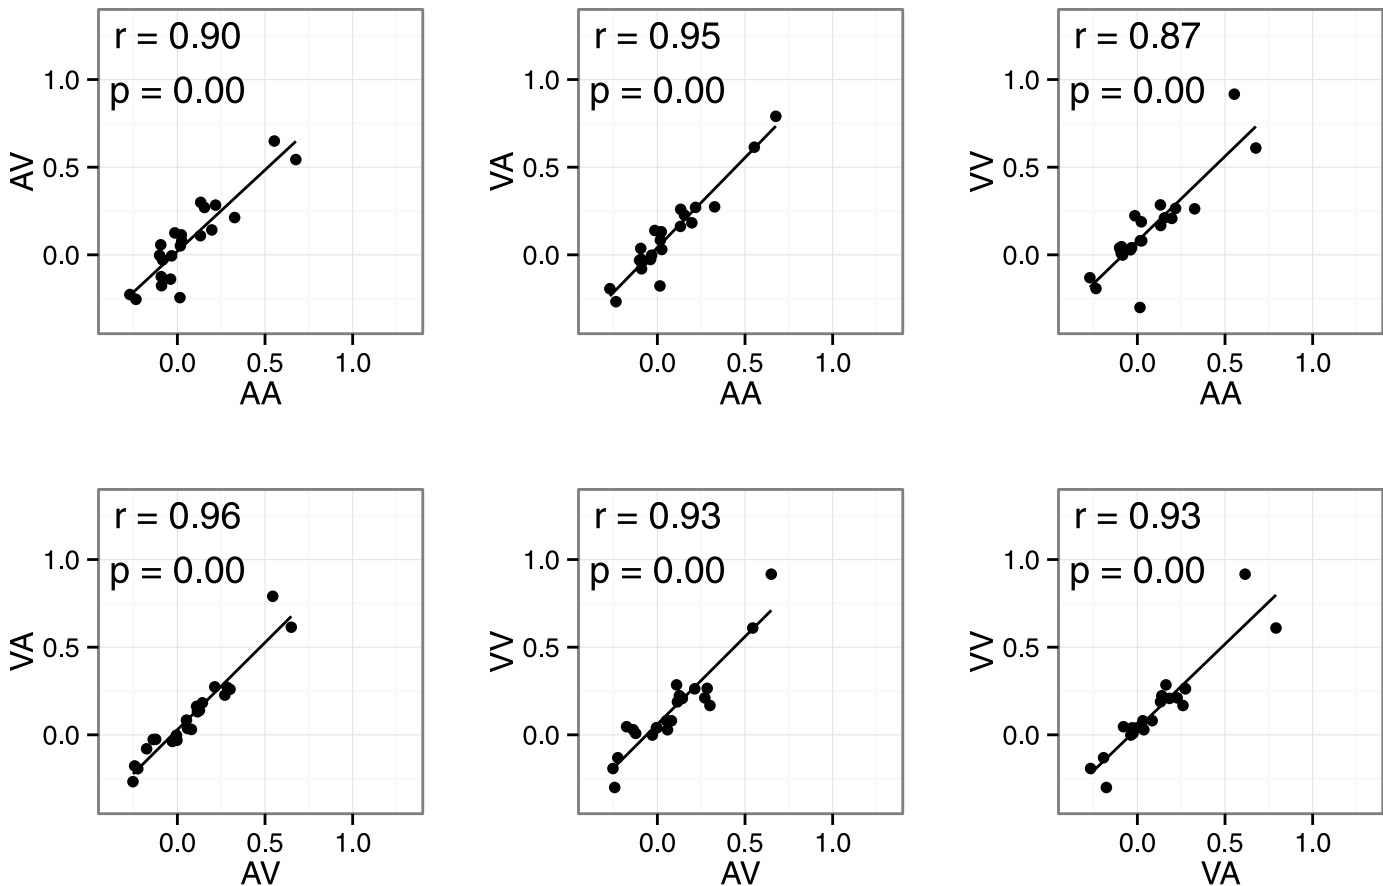 r = 0.90
p = 0.00
1.0
0.5
0.0
AV
0.0 0.5 1.0
AA
r = 0.95
p = 0.00
1.0
0.5
0.0
VA
0.0 0.5 1.0
AA
r = 0.87
p = 0.00
1.0
0.5
0.0
VV
0.0 0.5 1.0
AA
r = 0.96
p = 0.00
1.0
0.5
0.0
VA
0.0 0.5 1.0
AV
r = 0.93
p = 0.00
1.0
0.5
0.0
VV
0.0 0.5 1.0
AV
r = 0.93
p = 0.00
1.0
0.5
0.0
VV
0.0 0.5 1.0
VA